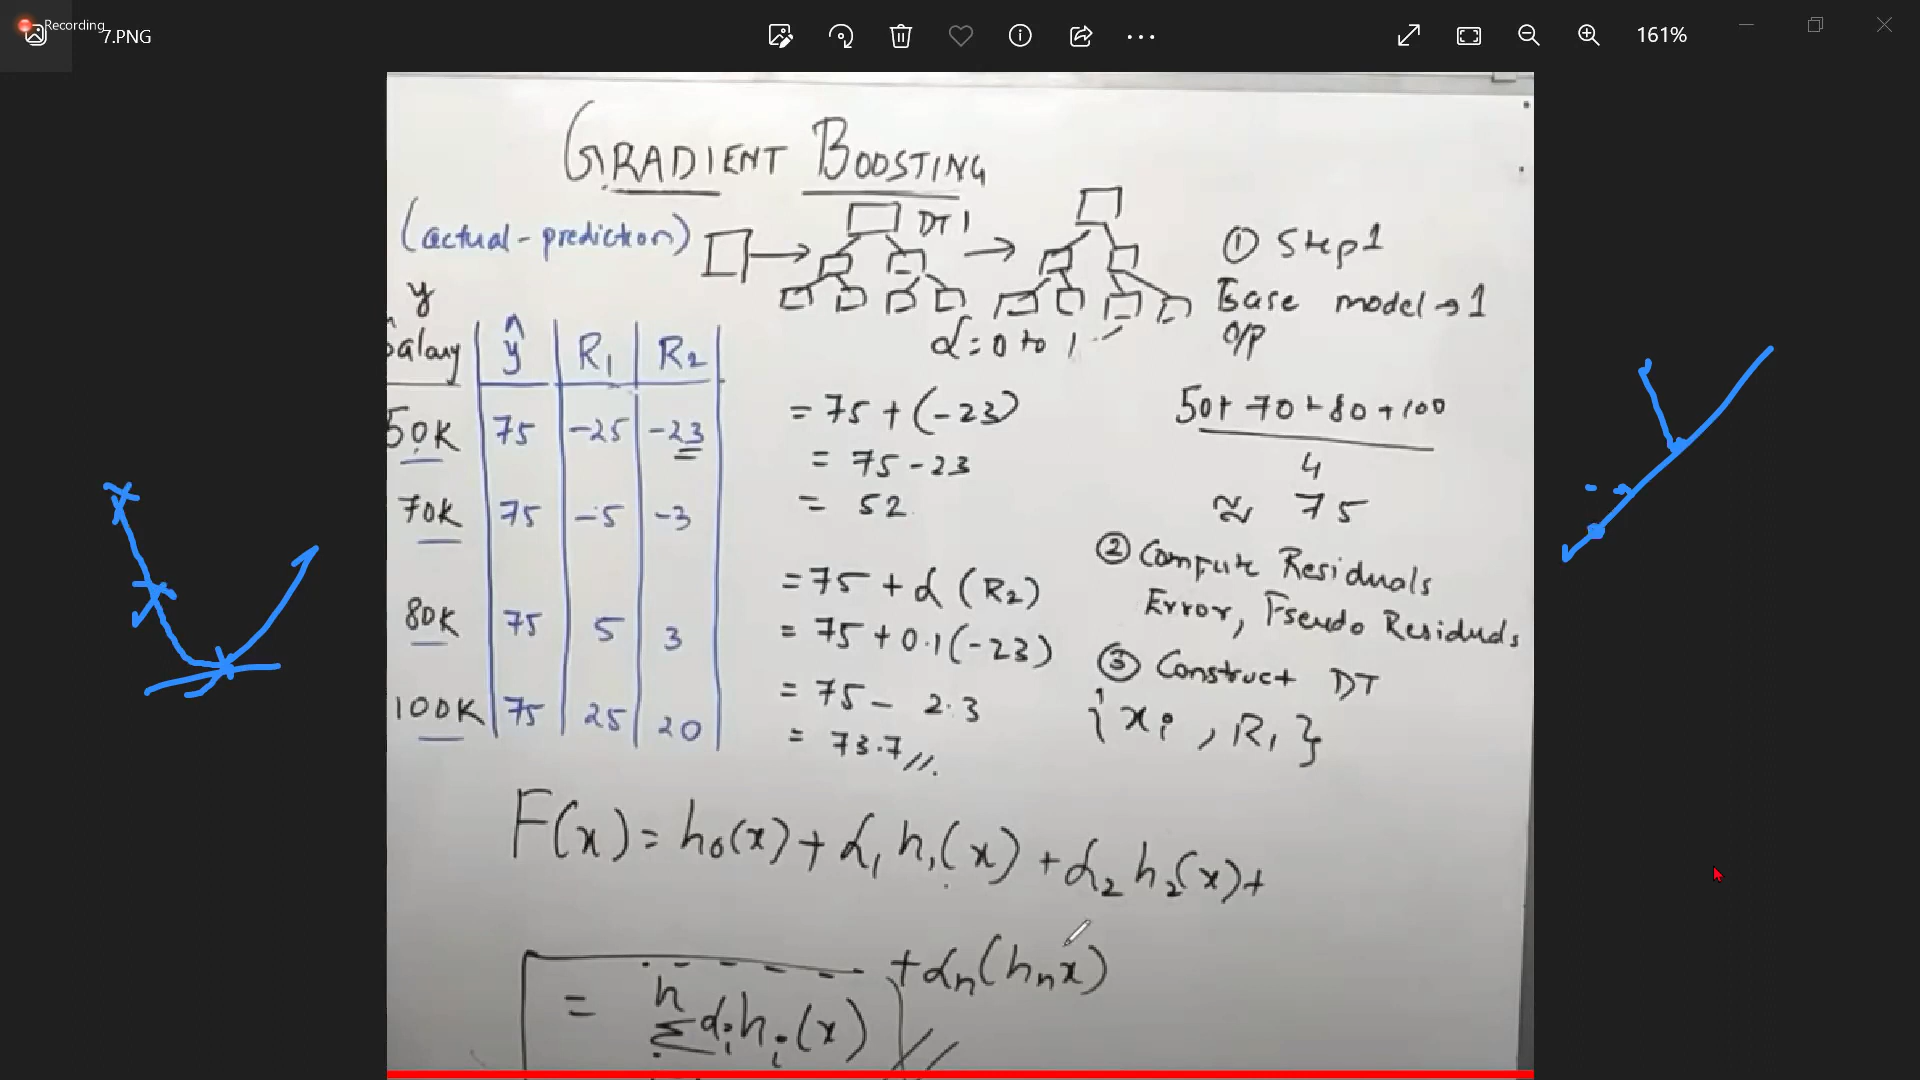 Recording
7.PNG
161%
GRADIENT BOOSTING
(actual-prediction)
DT 1
① Step 1
Base model → 1
O/P
α = 0 to 1
y
Salary ŷ R₁ R₂
50K 75 -25 -23
70K 75 -5 -3
80K 75 5 3
100K 75 25 20
= 75 + (-23)
= 75 - 23
= 52
= 75 + α (R₂)
= 75 + 0.1 (-23)
= 75 - 2.3
= 73.7 //.
50 + 70 + 80 + 100
4
≈ 75
② Compute Residuals
Error, Pseudo Residuals
③ Construct DT
{xi, R₁}
F(x) = h₀(x) + α₁ h₁(x) + α₂ h₂(x) +
----- + αn(hnx)
= n Σ αi hi(x) //